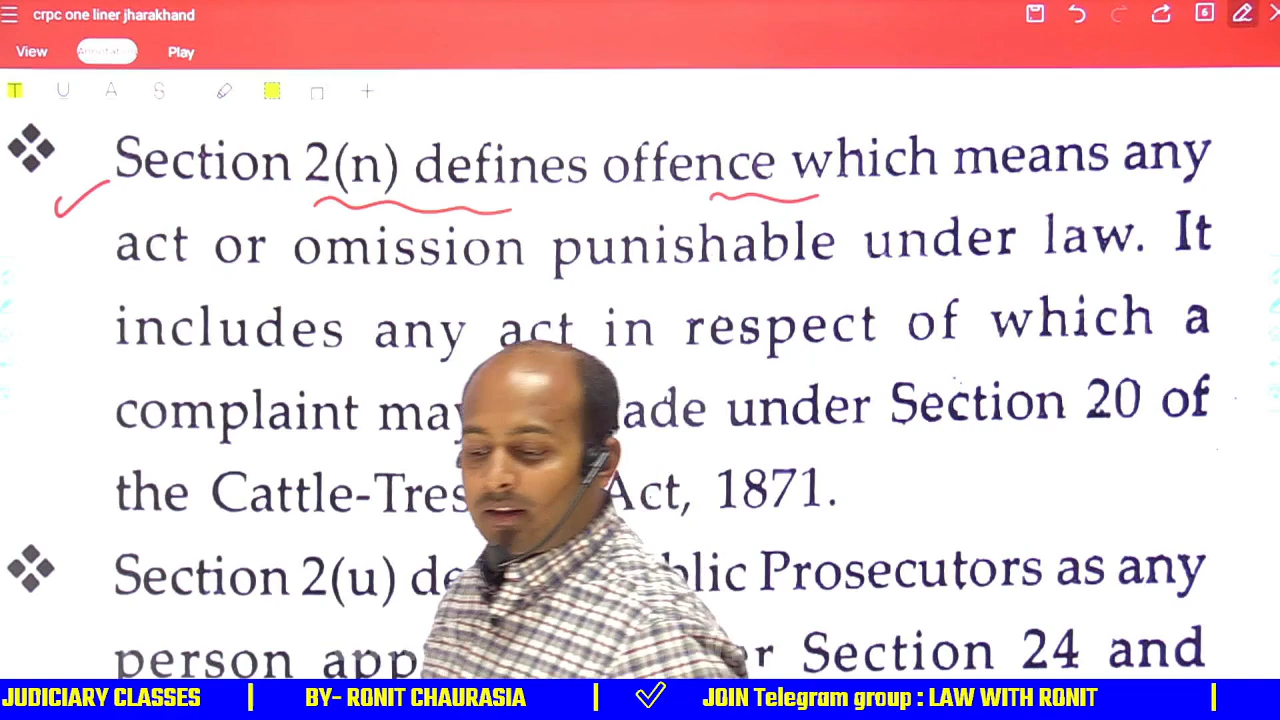 crpc one liner jharakhand
6
View Annotation Play
T U A S
Section 2(n) defines offence which means any
act or omission punishable under law. It
includes any act in respect of which a
complaint may ade under Section 20 of
the Cattle-Tres Act, 1871.
Section 2(u) de blic Prosecutors as any
person app r Section 24 and
JUDICIARY CLASSES | BY- RONIT CHAURASIA | JOIN Telegram group : LAW WITH RONIT |